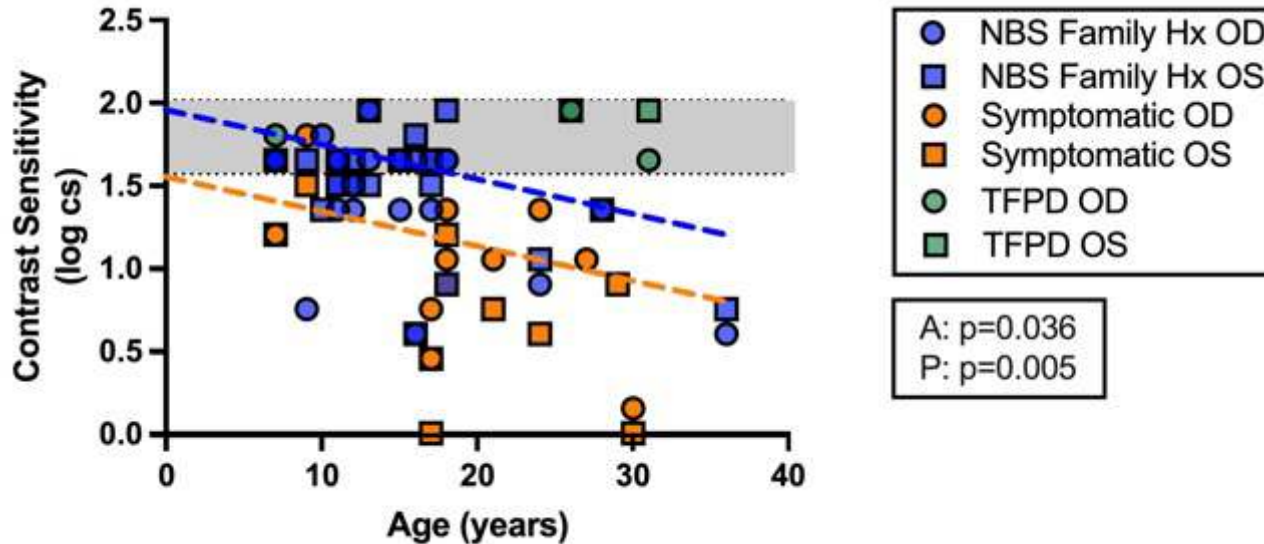 Contrast Sensitivity
(log cs)
2.5
2.0
1.5
1.0
0.5
0.0
0
10
20
30
40
Age (years)
NBS Family Hx OD
NBS Family Hx OS
Symptomatic OD
Symptomatic OS
TFPD OD
TFPD OS
A: p=0.036
P: p=0.005